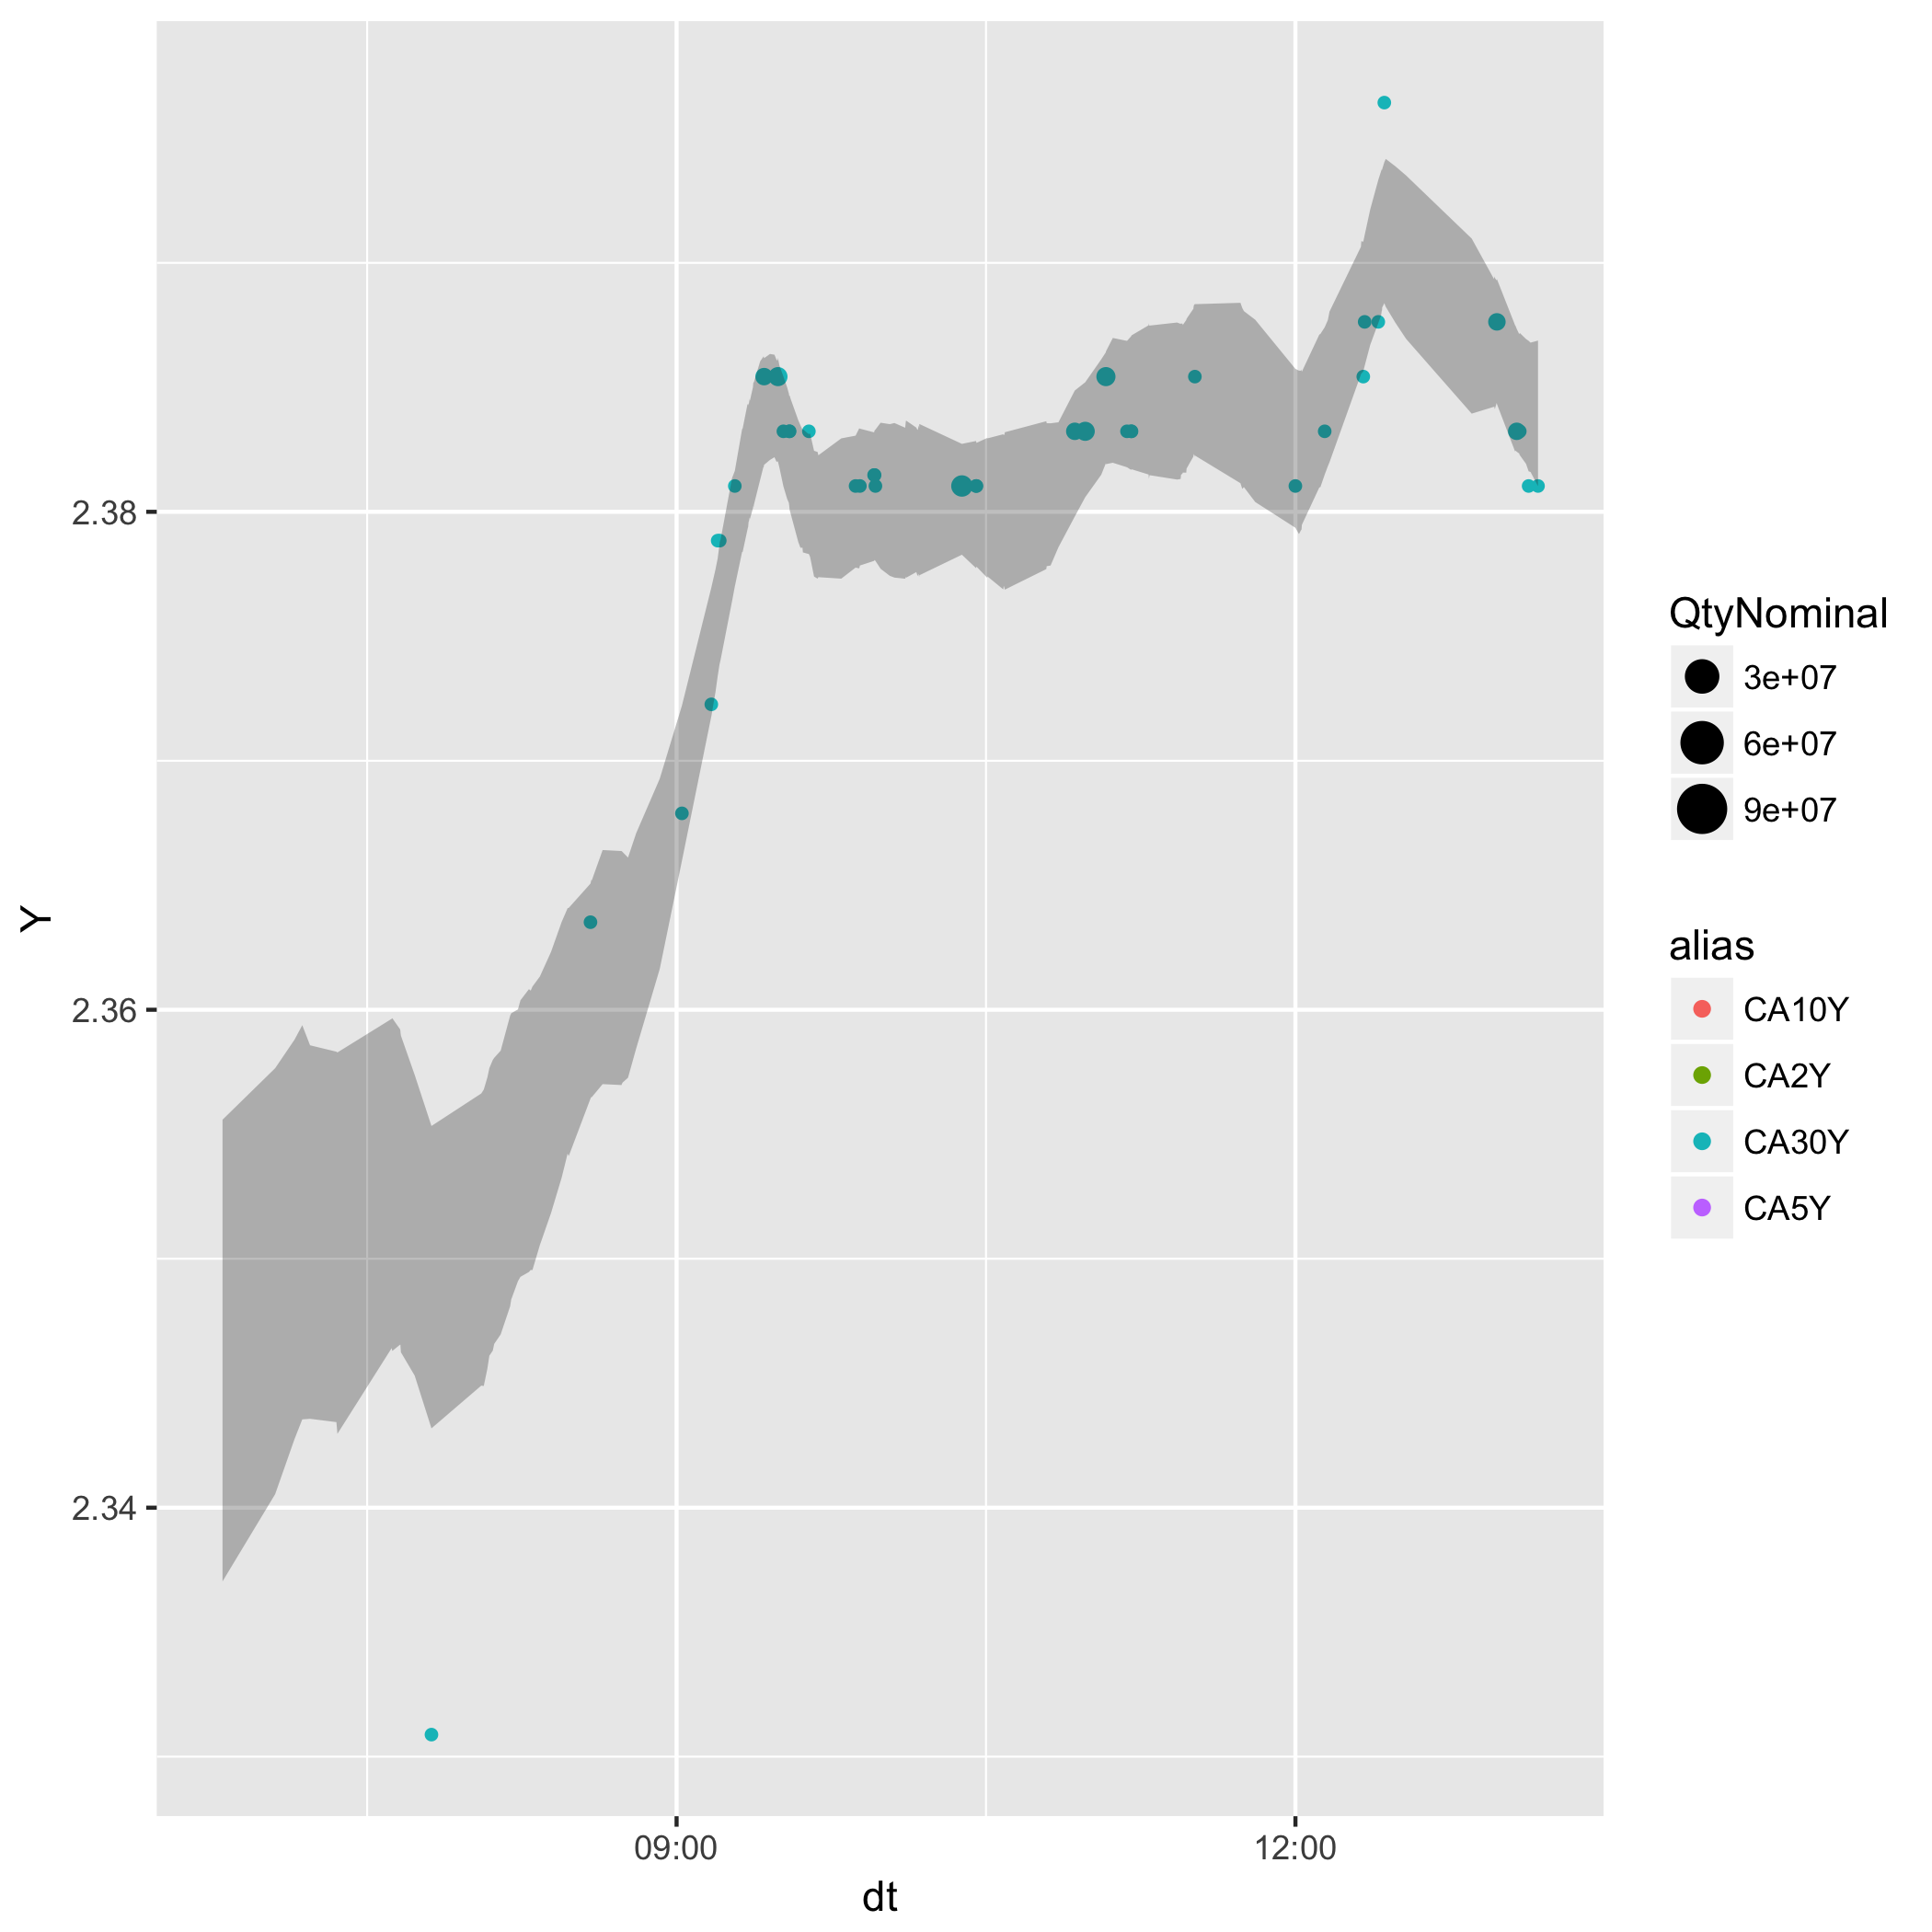 2.38
2.36
2.34
Y
09:00
12:00
dt
QtyNominal
3e+07
6e+07
9e+07
alias
CA10Y
CA2Y
CA30Y
CA5Y